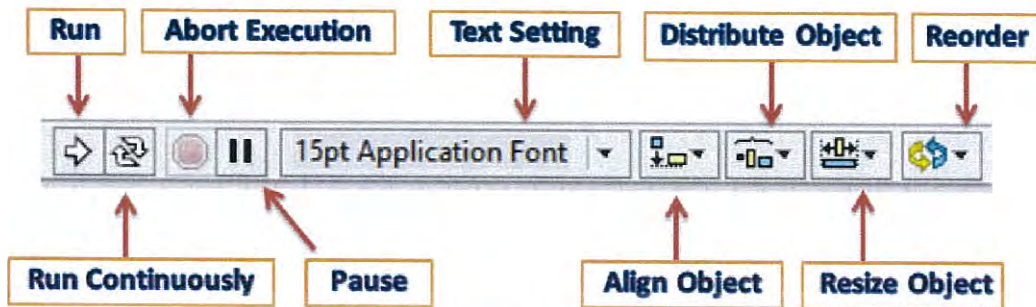 Run
Abort Execution
Text Setting
Distribute Object
Reorder
15pt Application Font
Run Continuously
Pause
Align Object
Resize Object